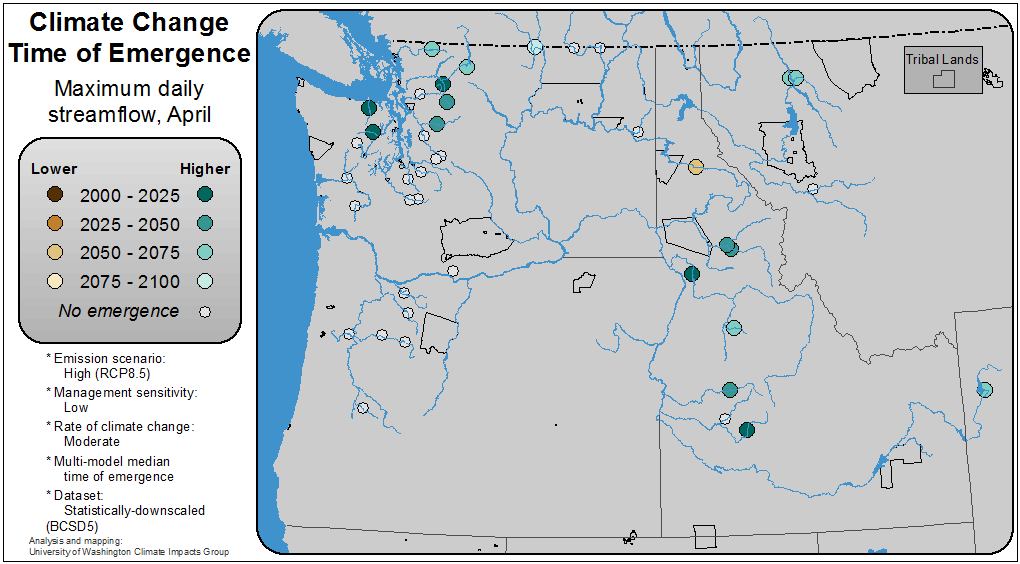 Climate Change
Time of Emergence
Maximum daily
streamflow, April
Lower Higher
2000 - 2025
2025 - 2050
2050 - 2075
2075 - 2100
No emergence
* Emission scenario:
High (RCP8.5)
* Management sensitivity:
Low
* Rate of climate change:
Moderate
* Multi-model median
time of emergence
* Dataset:
Statistically-downscaled
(BCSD5)
Analysis and mapping:
University of Washington Climate Impacts Group
Tribal Lands